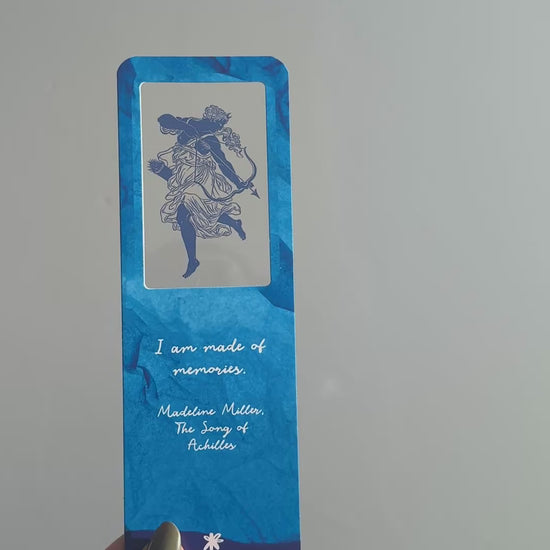 I am made of
memories.
Madeline Miller,
The Song of
Achilles